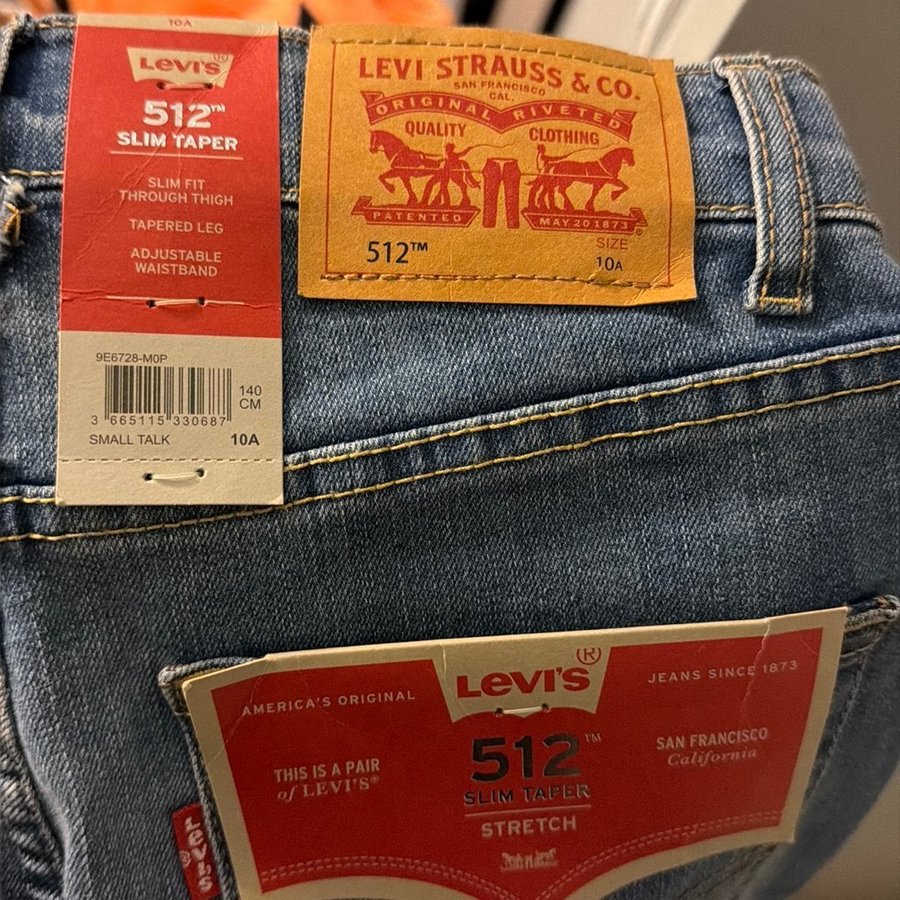 10A
Levi's®
512™
SLIM TAPER
SLIM FIT
THROUGH THIGH
TAPERED LEG
ADJUSTABLE
WAISTBAND
9E6728-M0P
140
CM
3 665115 330687
SMALL TALK 10A
LEVI STRAUSS & CO.
SAN FRANCISCO
CAL.
ORIGINAL RIVETED
QUALITY CLOTHING
PATENTED MAY 20 1873
SIZE
512™ 10A
Levi's®
AMERICA'S ORIGINAL
JEANS SINCE 1873
512™
SLIM TAPER
STRETCH
THIS IS A PAIR
of LEVI'S®
SAN FRANCISCO
California
Levi's®